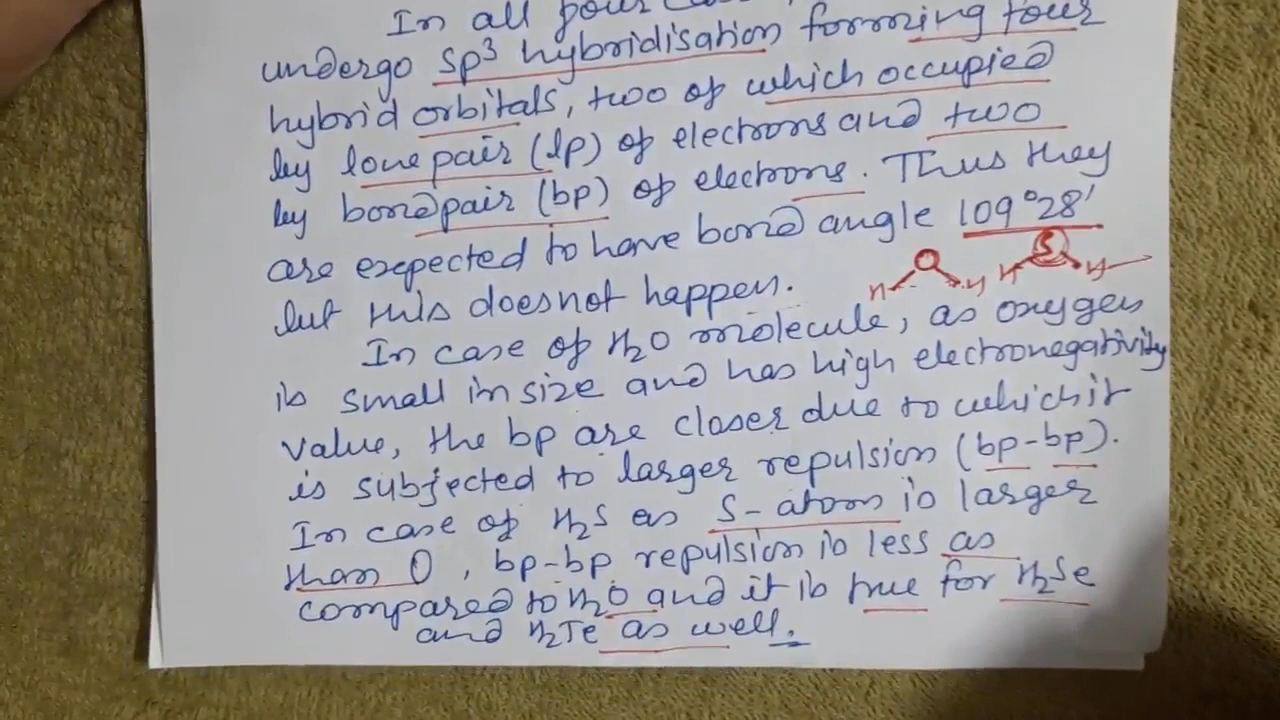 In all four
undergo sp³ hybridisation forming four
hybrid orbitals, two of which occupied
by lone pair (lp) of electrons and two
by bond pair (bp) of electrons. Thus they
are expected to have bond angle 109°28'
but this does not happen.
O S
H H H H
In case of H₂O molecule, as oxygen
is small in size and has high electronegativity
value, the bp are closer due to which it
is subjected to larger repulsion (bp-bp).
In case of H₂S as S-atom is larger
than O, bp-bp repulsion is less as
compared to H₂O and it is true for H₂Se
and H₂Te as well.